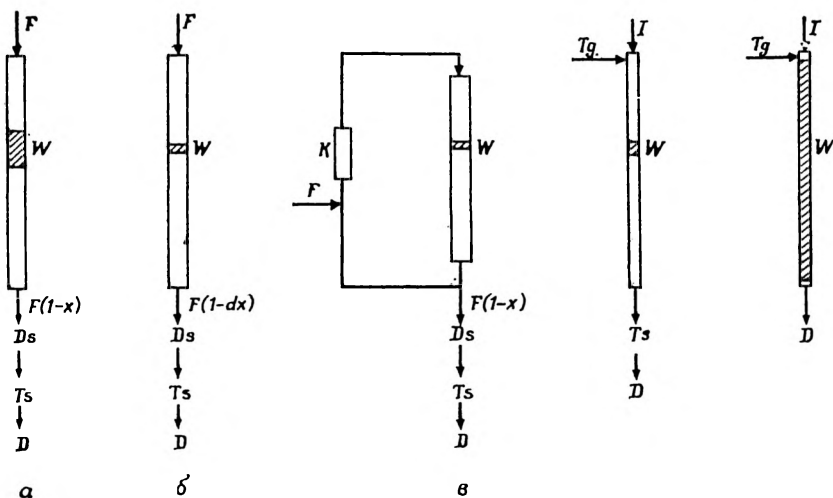 F
W
F(1-x)
Ds
Ts
D
а
F
W
F(1-dx)
Ds
Ts
D
б
K
F
W
F(1-x)
Ds
Ts
D
в
I
Tg.
W
Ts
D
I
Tg
W
D